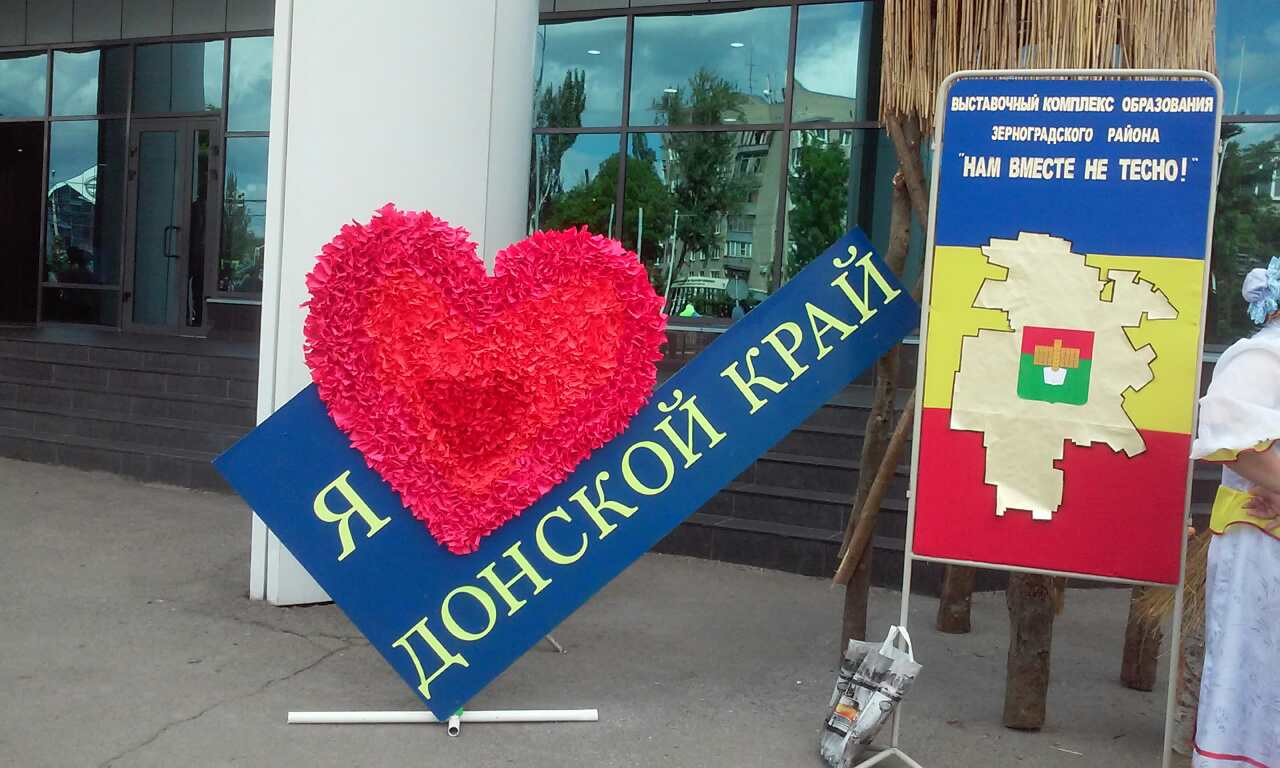 Я
ДОНСКОЙ КРАЙ
ВЫСТАВОЧНЫЙ КОМПЛЕКС ОБРАЗОВАНИЯ
ЗЕРНОГРАДСКОГО РАЙОНА
"НАМ ВМЕСТЕ НЕ ТЕСНО!"